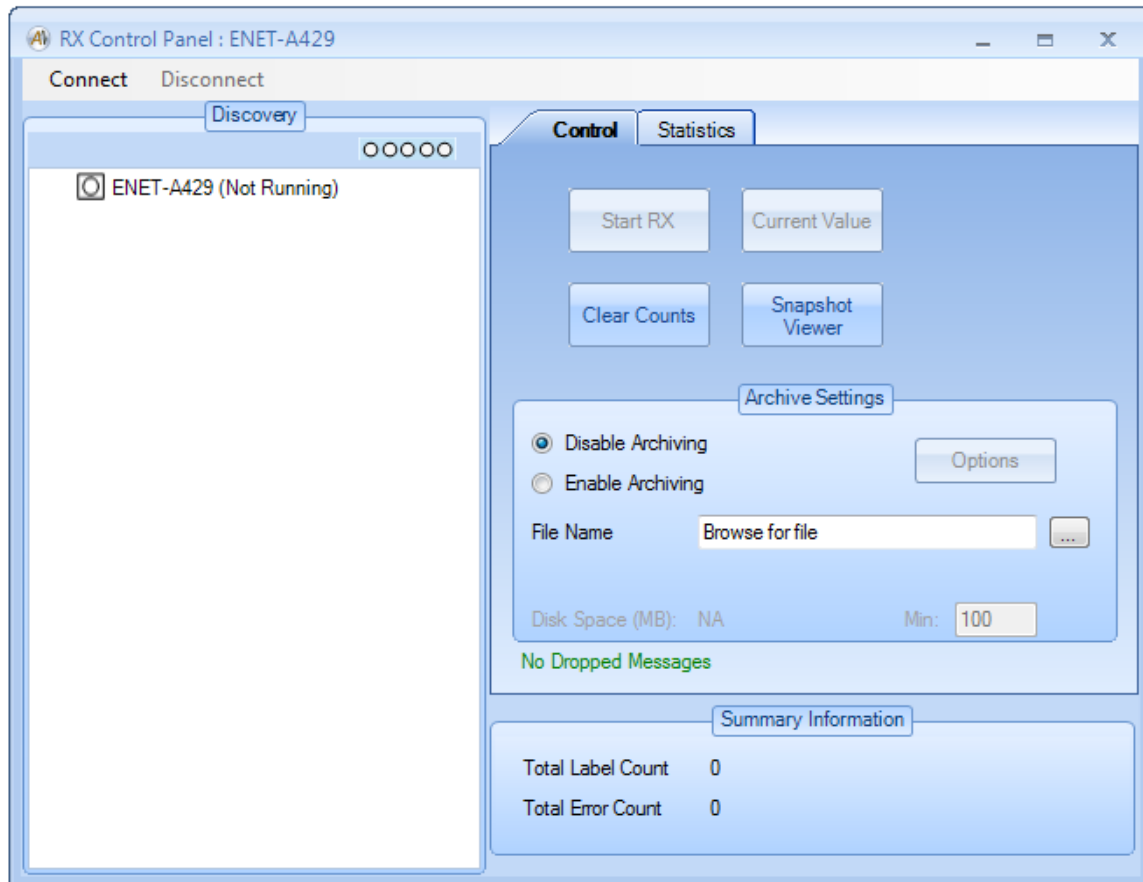 RX Control Panel : ENET-A429
Connect Disconnect
Discovery
ENET-A429 (Not Running)
Control Statistics
Start RX Current Value
Clear Counts Snapshot
Viewer
Archive Settings
Disable Archiving
Options
Enable Archiving
File Name Browse for file ...
Disk Space (MB): NA Min: 100
No Dropped Messages
Summary Information
Total Label Count 0
Total Error Count 0